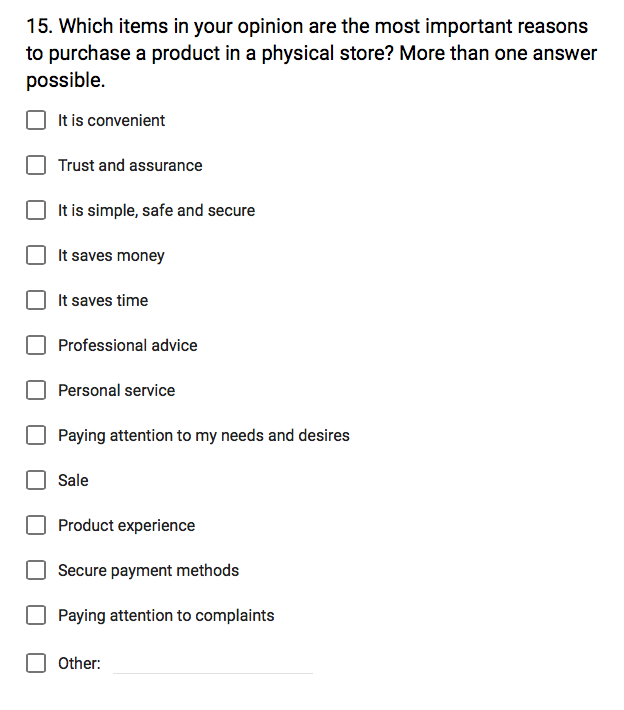 15. Which items in your opinion are the most important reasons
to purchase a product in a physical store? More than one answer
possible.
It is convenient
Trust and assurance
It is simple, safe and secure
It saves money
It saves time
Professional advice
Personal service
Paying attention to my needs and desires
Sale
Product experience
Secure payment methods
Paying attention to complaints
Other: